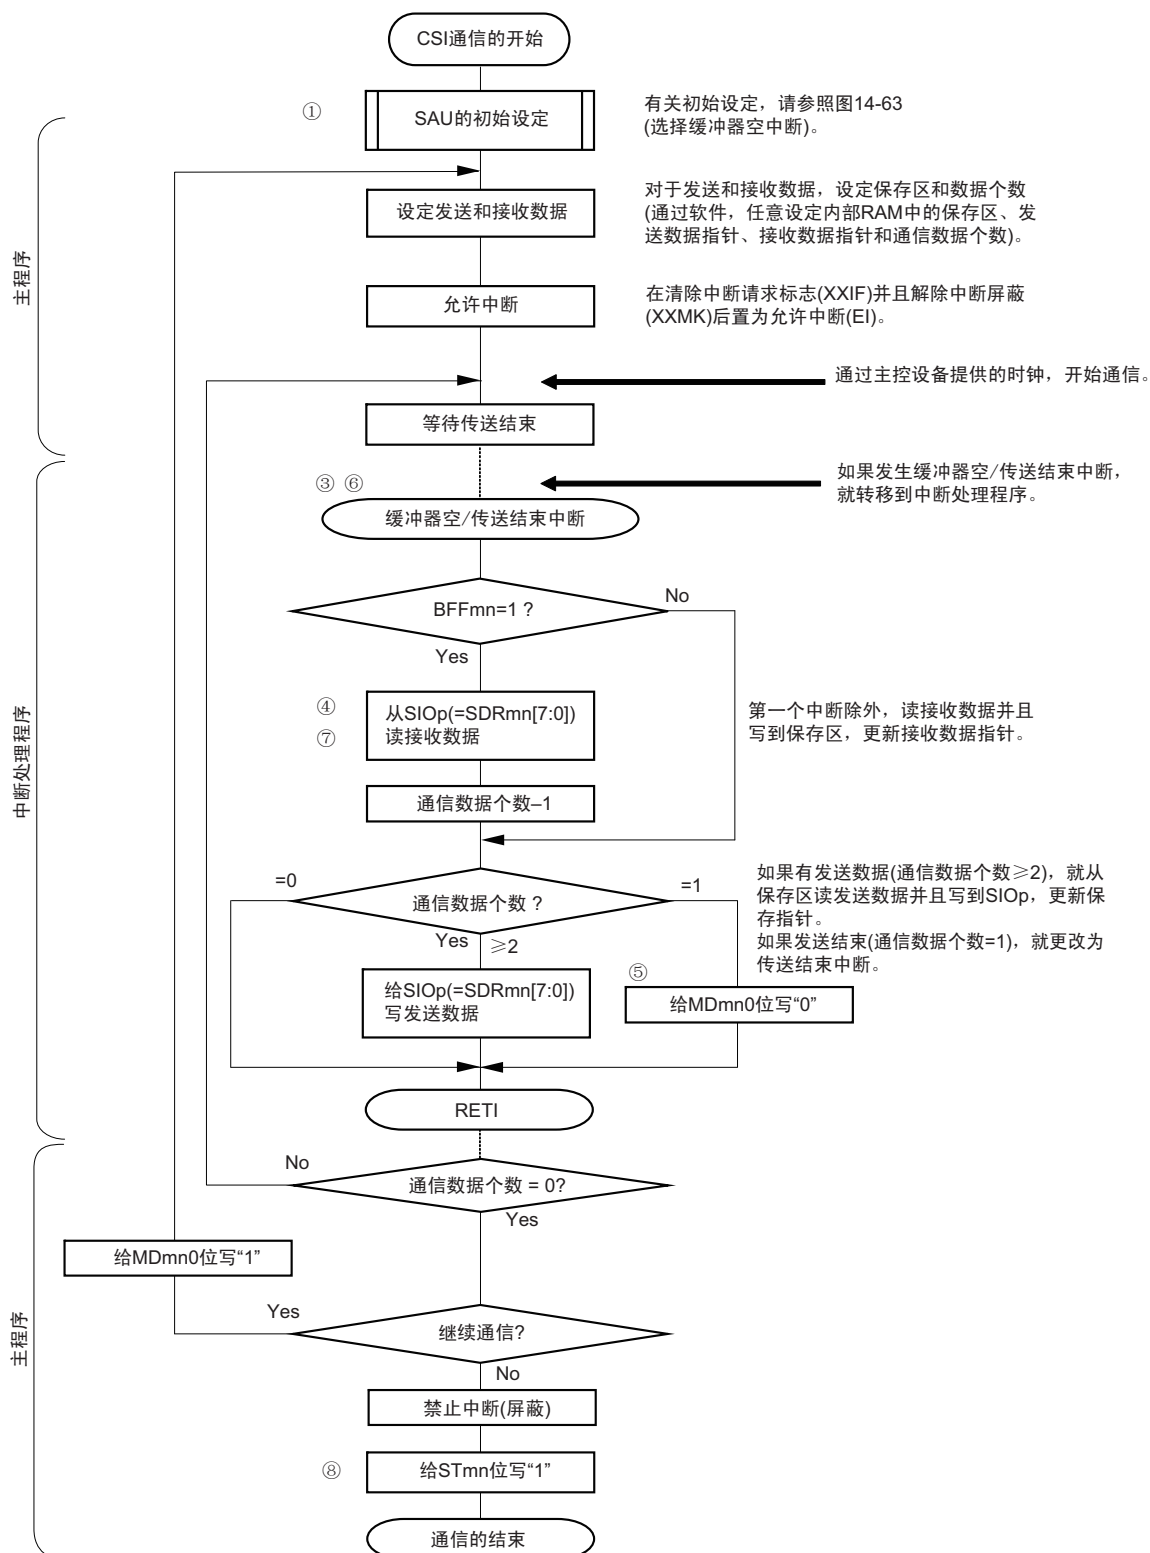 CSI通信的开始
①
SAU的初始设定
有关初始设定，请参照图14-63
(选择缓冲器空中断)。
设定发送和接收数据
对于发送和接收数据，设定保存区和数据个数
(通过软件，任意设定内部RAM中的保存区、发
送数据指针、接收数据指针和通信数据个数)。
主程序
允许中断
在清除中断请求标志(XXIF)并且解除中断屏蔽
(XXMK)后置为允许中断(EI)。
通过主控设备提供的时钟，开始通信。
等待传送结束
③ ⑥
如果发生缓冲器空/传送结束中断，
就转移到中断处理程序。
缓冲器空/传送结束中断
BFFmn=1 ?
No
Yes
④
⑦
从SIOp(=SDRmn[7:0])
读接收数据
第一个中断除外，读接收数据并且
写到保存区，更新接收数据指针。
中断处理程序
通信数据个数–1
=0
通信数据个数 ?
=1
Yes
≥2
如果有发送数据(通信数据个数≥2)，就从
保存区读发送数据并且写到SIOp，更新保
存指针。
如果发送结束(通信数据个数=1)，就更改为
传送结束中断。
给SIOp(=SDRmn[7:0])
写发送数据
⑤
给MDmn0位写“0”
RETI
No
通信数据个数 = 0?
Yes
给MDmn0位写“1”
Yes
继续通信?
No
主程序
禁止中断(屏蔽)
⑧
给STmn位写“1”
通信的结束